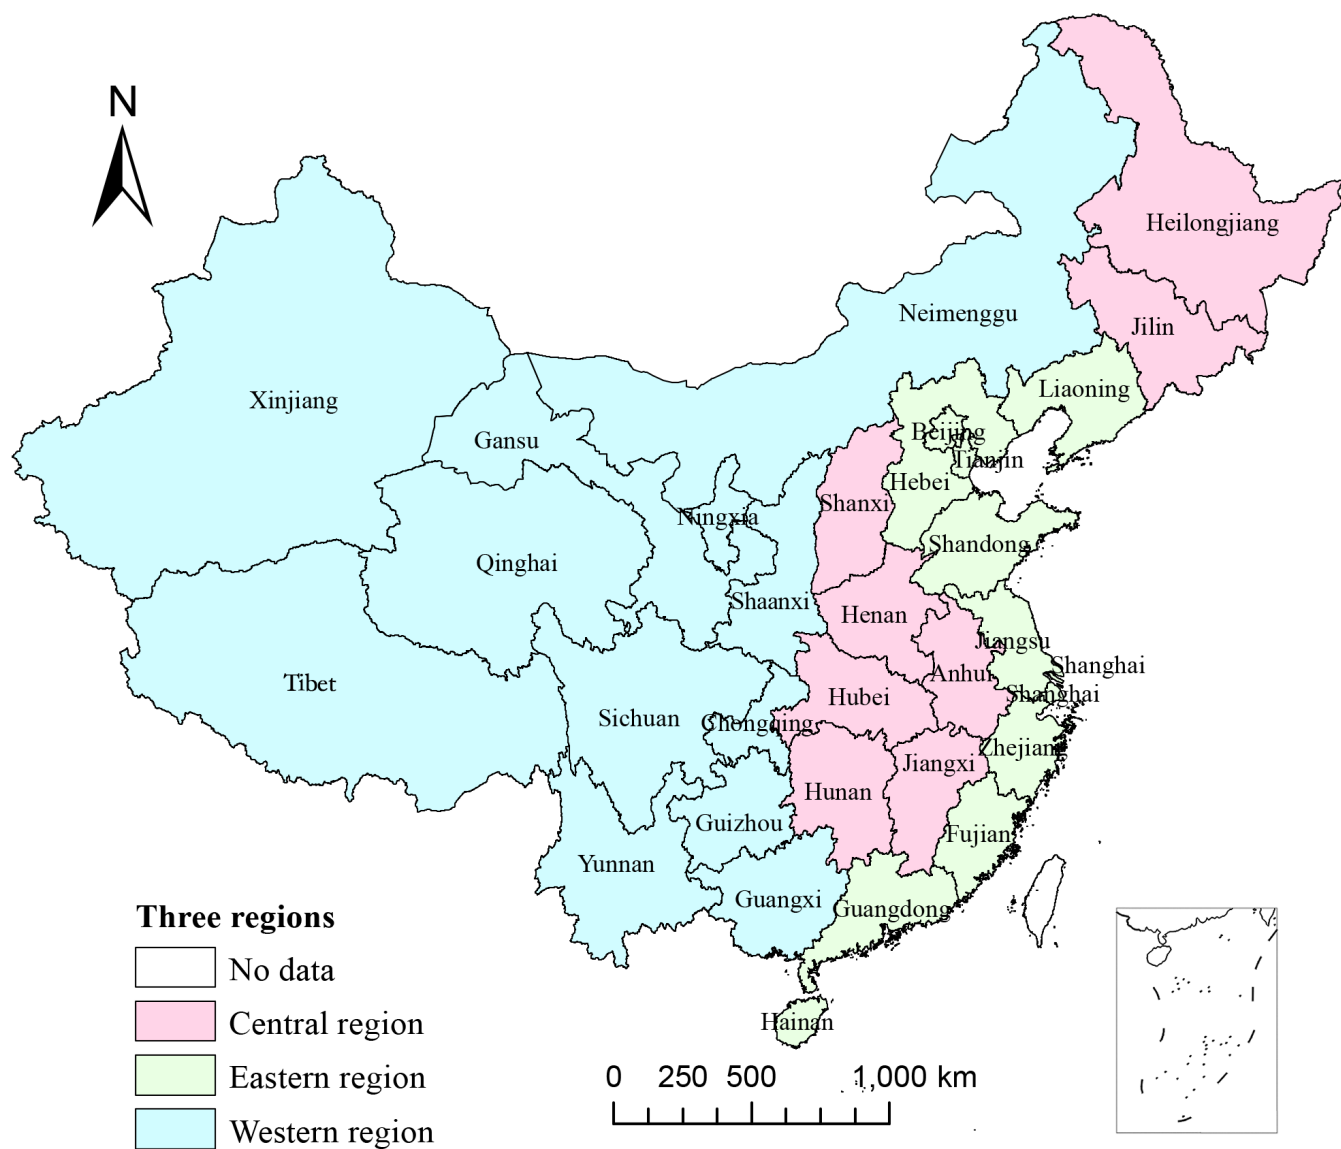 N
Heilongjiang
Neimenggu
Jilin
Liaoning
Xinjiang
Gansu
Beijing
Tianjin
Hebei
Shanxi
Ningxia
Shandong
Qinghai
Shaanxi
Henan
Jiangsu
Shanghai
Anhui
Tibet
Shanghai
Hubei
Sichuan
Chongqing
Zhejian
Jiangxi
Hunan
Guizhou
Fujian
Yunnan
Guangxi
Guangdong
Hainan
Three regions
No data
Central region
Eastern region
Western region
0 250 500 1,000 km